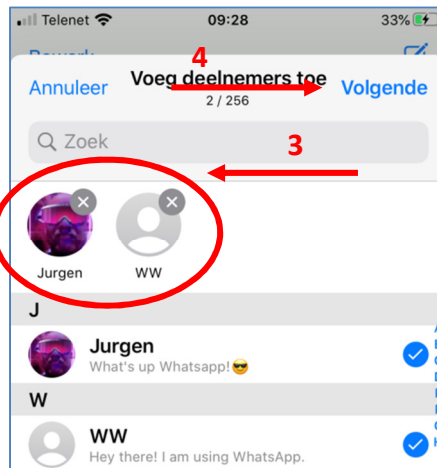 Telenet 09:28 33%
4
Annuleer Voeg deelnemers toe Volgende
2 / 256
Zoek
3
Jurgen WW
J
Jurgen
What's up Whatsapp!😎
W
WW
Hey there! I am using WhatsApp.